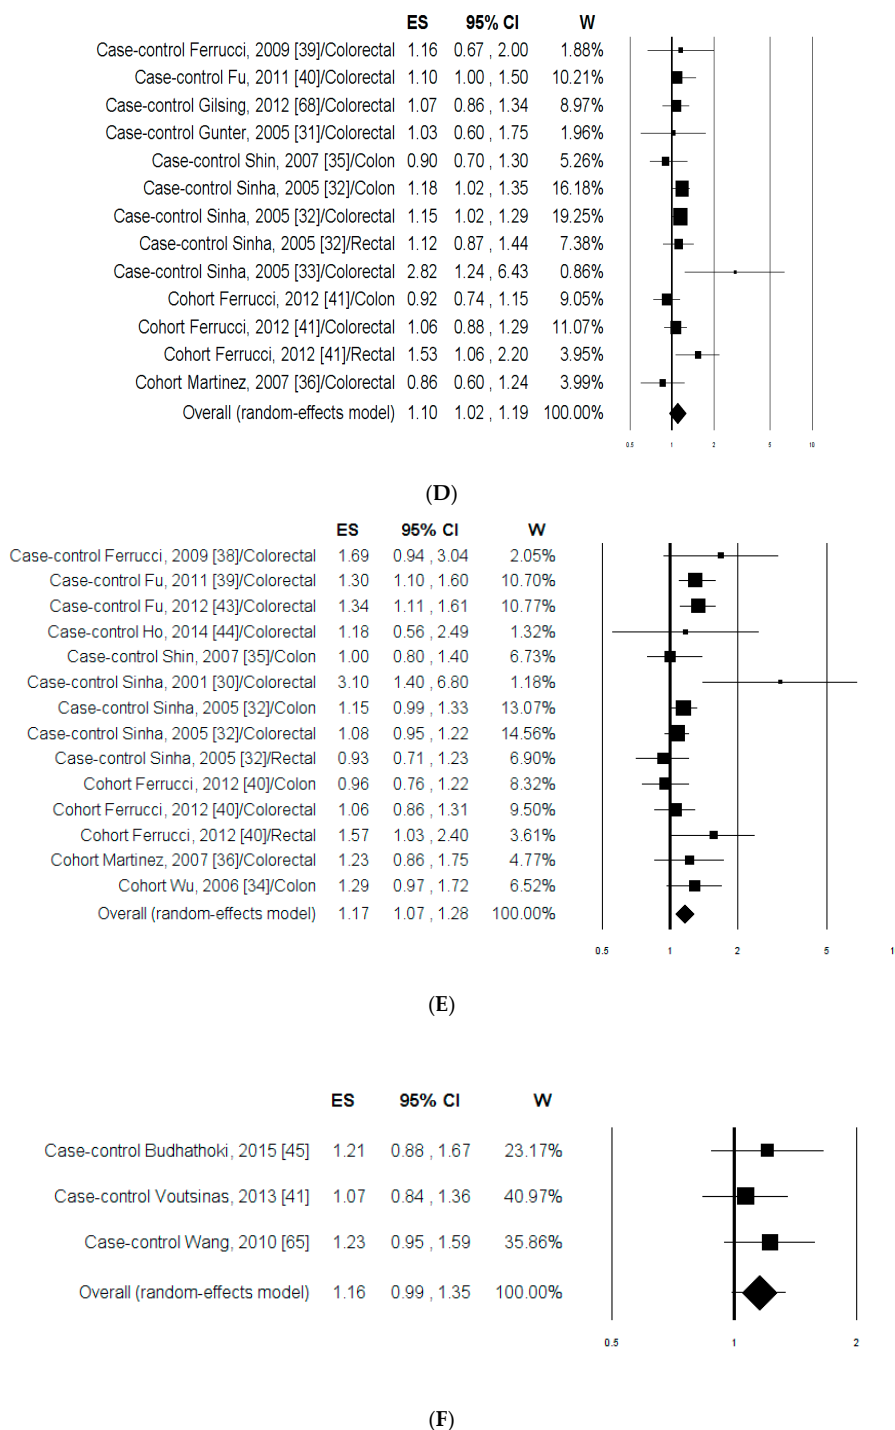 ES 95% CI W
Case-control Ferrucci, 2009 [39]/Colorectal 1.16 0.67 , 2.00 1.88%
Case-control Fu, 2011 [40]/Colorectal 1.10 1.00 , 1.50 10.21%
Case-control Gilsing, 2012 [68]/Colorectal 1.07 0.86 , 1.34 8.97%
Case-control Gunter, 2005 [31]/Colorectal 1.03 0.60 , 1.75 1.96%
Case-control Shin, 2007 [35]/Colon 0.90 0.70 , 1.30 5.26%
Case-control Sinha, 2005 [32]/Colon 1.18 1.02 , 1.35 16.18%
Case-control Sinha, 2005 [32]/Colorectal 1.15 1.02 , 1.29 19.25%
Case-control Sinha, 2005 [32]/Rectal 1.12 0.87 , 1.44 7.38%
Case-control Sinha, 2005 [33]/Colorectal 2.82 1.24 , 6.43 0.86%
Cohort Ferrucci, 2012 [41]/Colon 0.92 0.74 , 1.15 9.05%
Cohort Ferrucci, 2012 [41]/Colorectal 1.06 0.88 , 1.29 11.07%
Cohort Ferrucci, 2012 [41]/Rectal 1.53 1.06 , 2.20 3.95%
Cohort Martinez, 2007 [36]/Colorectal 0.86 0.60 , 1.24 3.99%
Overall (random-effects model) 1.10 1.02 , 1.19 100.00%
0.5 1 2 5 10
(D)
ES 95% CI W
Case-control Ferrucci, 2009 [38]/Colorectal 1.69 0.94 , 3.04 2.05%
Case-control Fu, 2011 [39]/Colorectal 1.30 1.10 , 1.60 10.70%
Case-control Fu, 2012 [43]/Colorectal 1.34 1.11 , 1.61 10.77%
Case-control Ho, 2014 [44]/Colorectal 1.18 0.56 , 2.49 1.32%
Case-control Shin, 2007 [35]/Colon 1.00 0.80 , 1.40 6.73%
Case-control Sinha, 2001 [30]/Colorectal 3.10 1.40 , 6.80 1.18%
Case-control Sinha, 2005 [32]/Colon 1.15 0.99 , 1.33 13.07%
Case-control Sinha, 2005 [32]/Colorectal 1.08 0.95 , 1.22 14.56%
Case-control Sinha, 2005 [32]/Rectal 0.93 0.71 , 1.23 6.90%
Cohort Ferrucci, 2012 [40]/Colon 0.96 0.76 , 1.22 8.32%
Cohort Ferrucci, 2012 [40]/Colorectal 1.06 0.86 , 1.31 9.50%
Cohort Ferrucci, 2012 [40]/Rectal 1.57 1.03 , 2.40 3.61%
Cohort Martinez, 2007 [36]/Colorectal 1.23 0.86 , 1.75 4.77%
Cohort Wu, 2006 [34]/Colon 1.29 0.97 , 1.72 6.52%
Overall (random-effects model) 1.17 1.07 , 1.28 100.00%
0.5 1 2 5 1
(E)
ES 95% CI W
Case-control Budhathoki, 2015 [45] 1.21 0.88 , 1.67 23.17%
Case-control Voutsinas, 2013 [41] 1.07 0.84 , 1.36 40.97%
Case-control Wang, 2010 [65] 1.23 0.95 , 1.59 35.86%
Overall (random-effects model) 1.16 0.99 , 1.35 100.00%
0.5 1 2
(F)